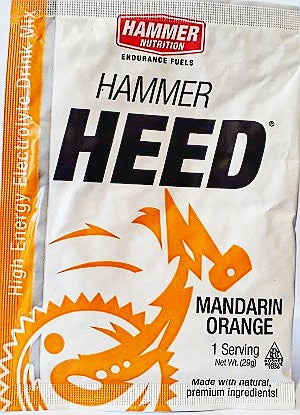 HAMMER
NUTRITION
ENDURANCE FUELS
HAMMER
HEED®
High Energy Electrolyte Drink Mix
MANDARIN
ORANGE
1 Serving
Net Wt. (29g)
Made with natural,
premium ingredients!